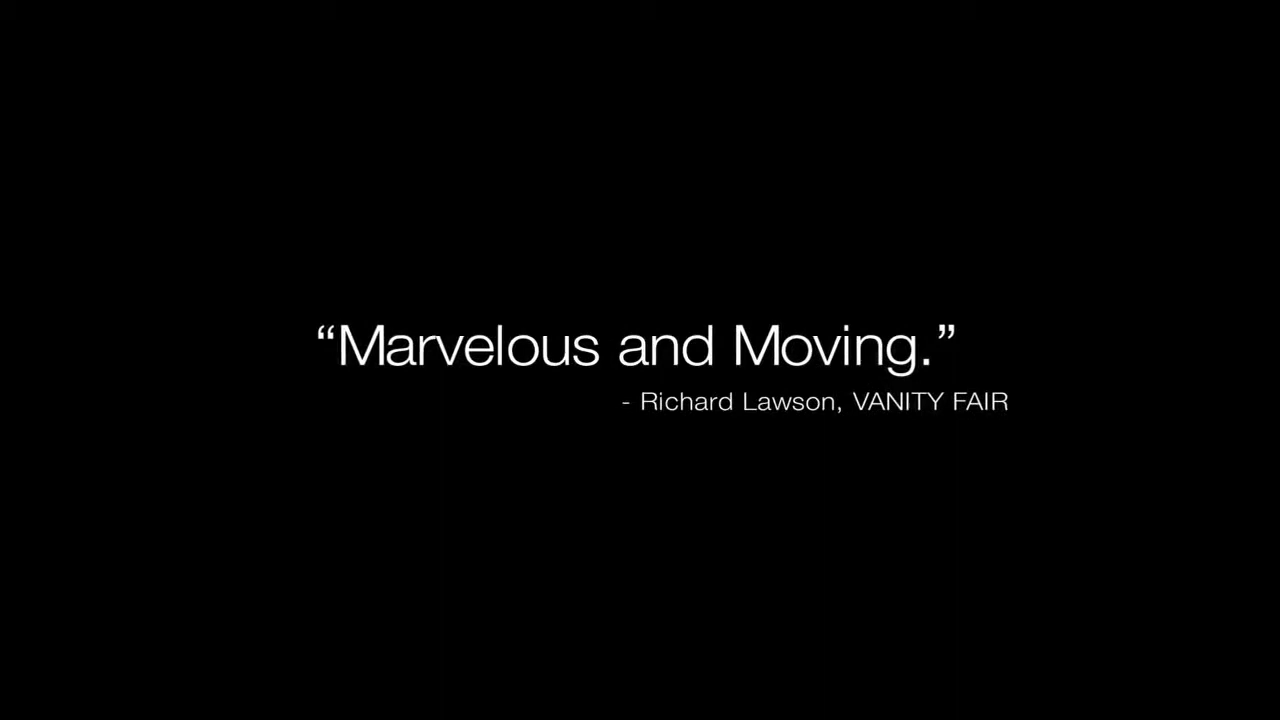 “Marvelous and Moving.”
- Richard Lawson, VANITY FAIR